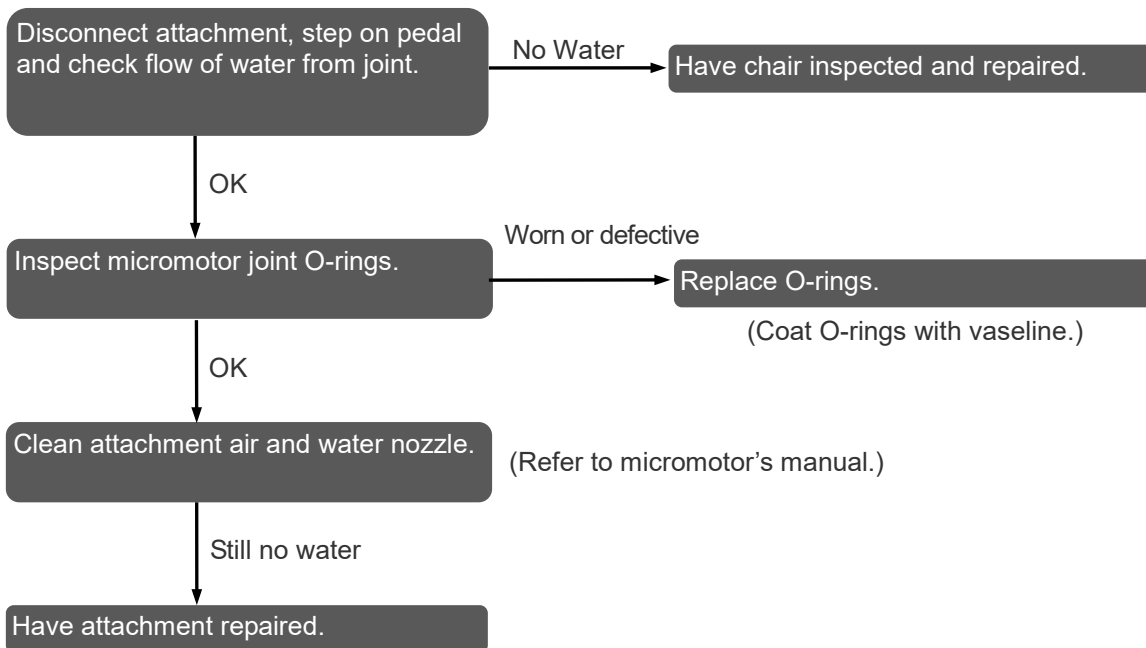 Disconnect attachment, step on pedal
and check flow of water from joint.
No Water
Have chair inspected and repaired.
OK
Inspect micromotor joint O-rings.
Worn or defective
Replace O-rings.
(Coat O-rings with vaseline.)
OK
Clean attachment air and water nozzle.
(Refer to micromotor’s manual.)
Still no water
Have attachment repaired.